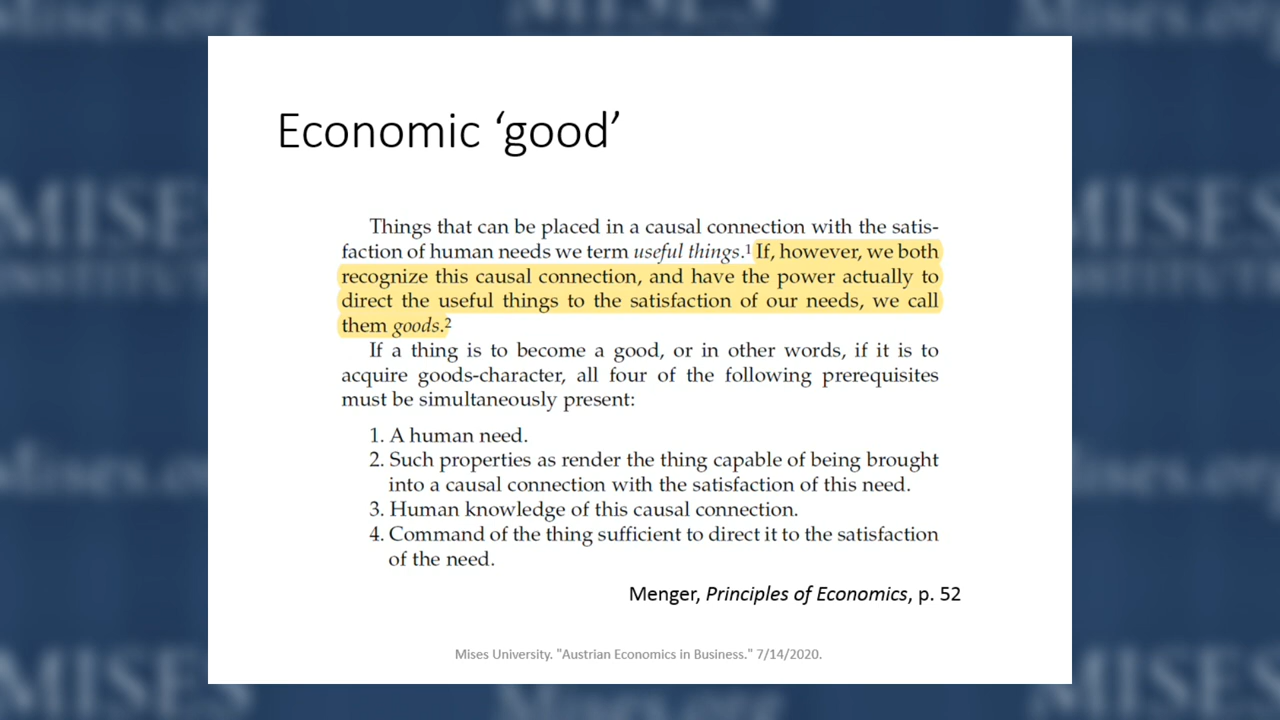 Mises.org
MISES
Mises.org
Economic ‘good’
Things that can be placed in a causal connection with the satis-
faction of human needs we term useful things.¹ If, however, we both
recognize this causal connection, and have the power actually to
direct the useful things to the satisfaction of our needs, we call
them goods.²
If a thing is to become a good, or in other words, if it is to
acquire goods-character, all four of the following prerequisites
must be simultaneously present:
1. A human need.
2. Such properties as render the thing capable of being brought
into a causal connection with the satisfaction of this need.
3. Human knowledge of this causal connection.
4. Command of the thing sufficient to direct it to the satisfaction
of the need.
Menger, Principles of Economics, p. 52
Mises University. "Austrian Economics in Business." 7/14/2020.
MISES
MISES